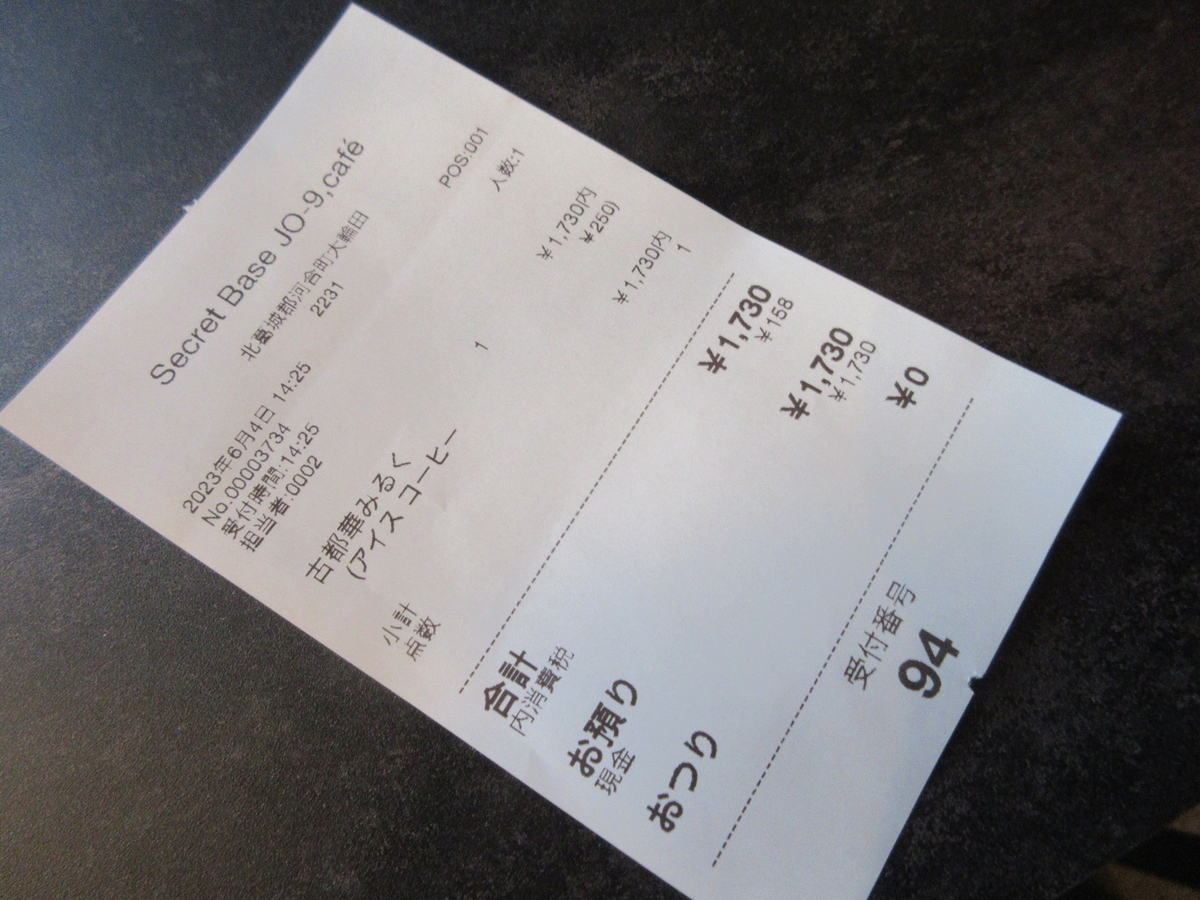 Secret Base JO-9,café
北葛城郡河合町大輪田
2231
2023年6月4日 14:25 POS:001
No.00003734
受付時間:14:25 人数:1
担当者:0002
古都華みるく 1 ¥1,730内
(アイス コーヒー ¥250)
小計 ¥1,730内
点数 1
合計 ¥1,730
内消費税 ¥158
お預り ¥1,730
現金 ¥1,730
おつり ¥0
受付番号
94